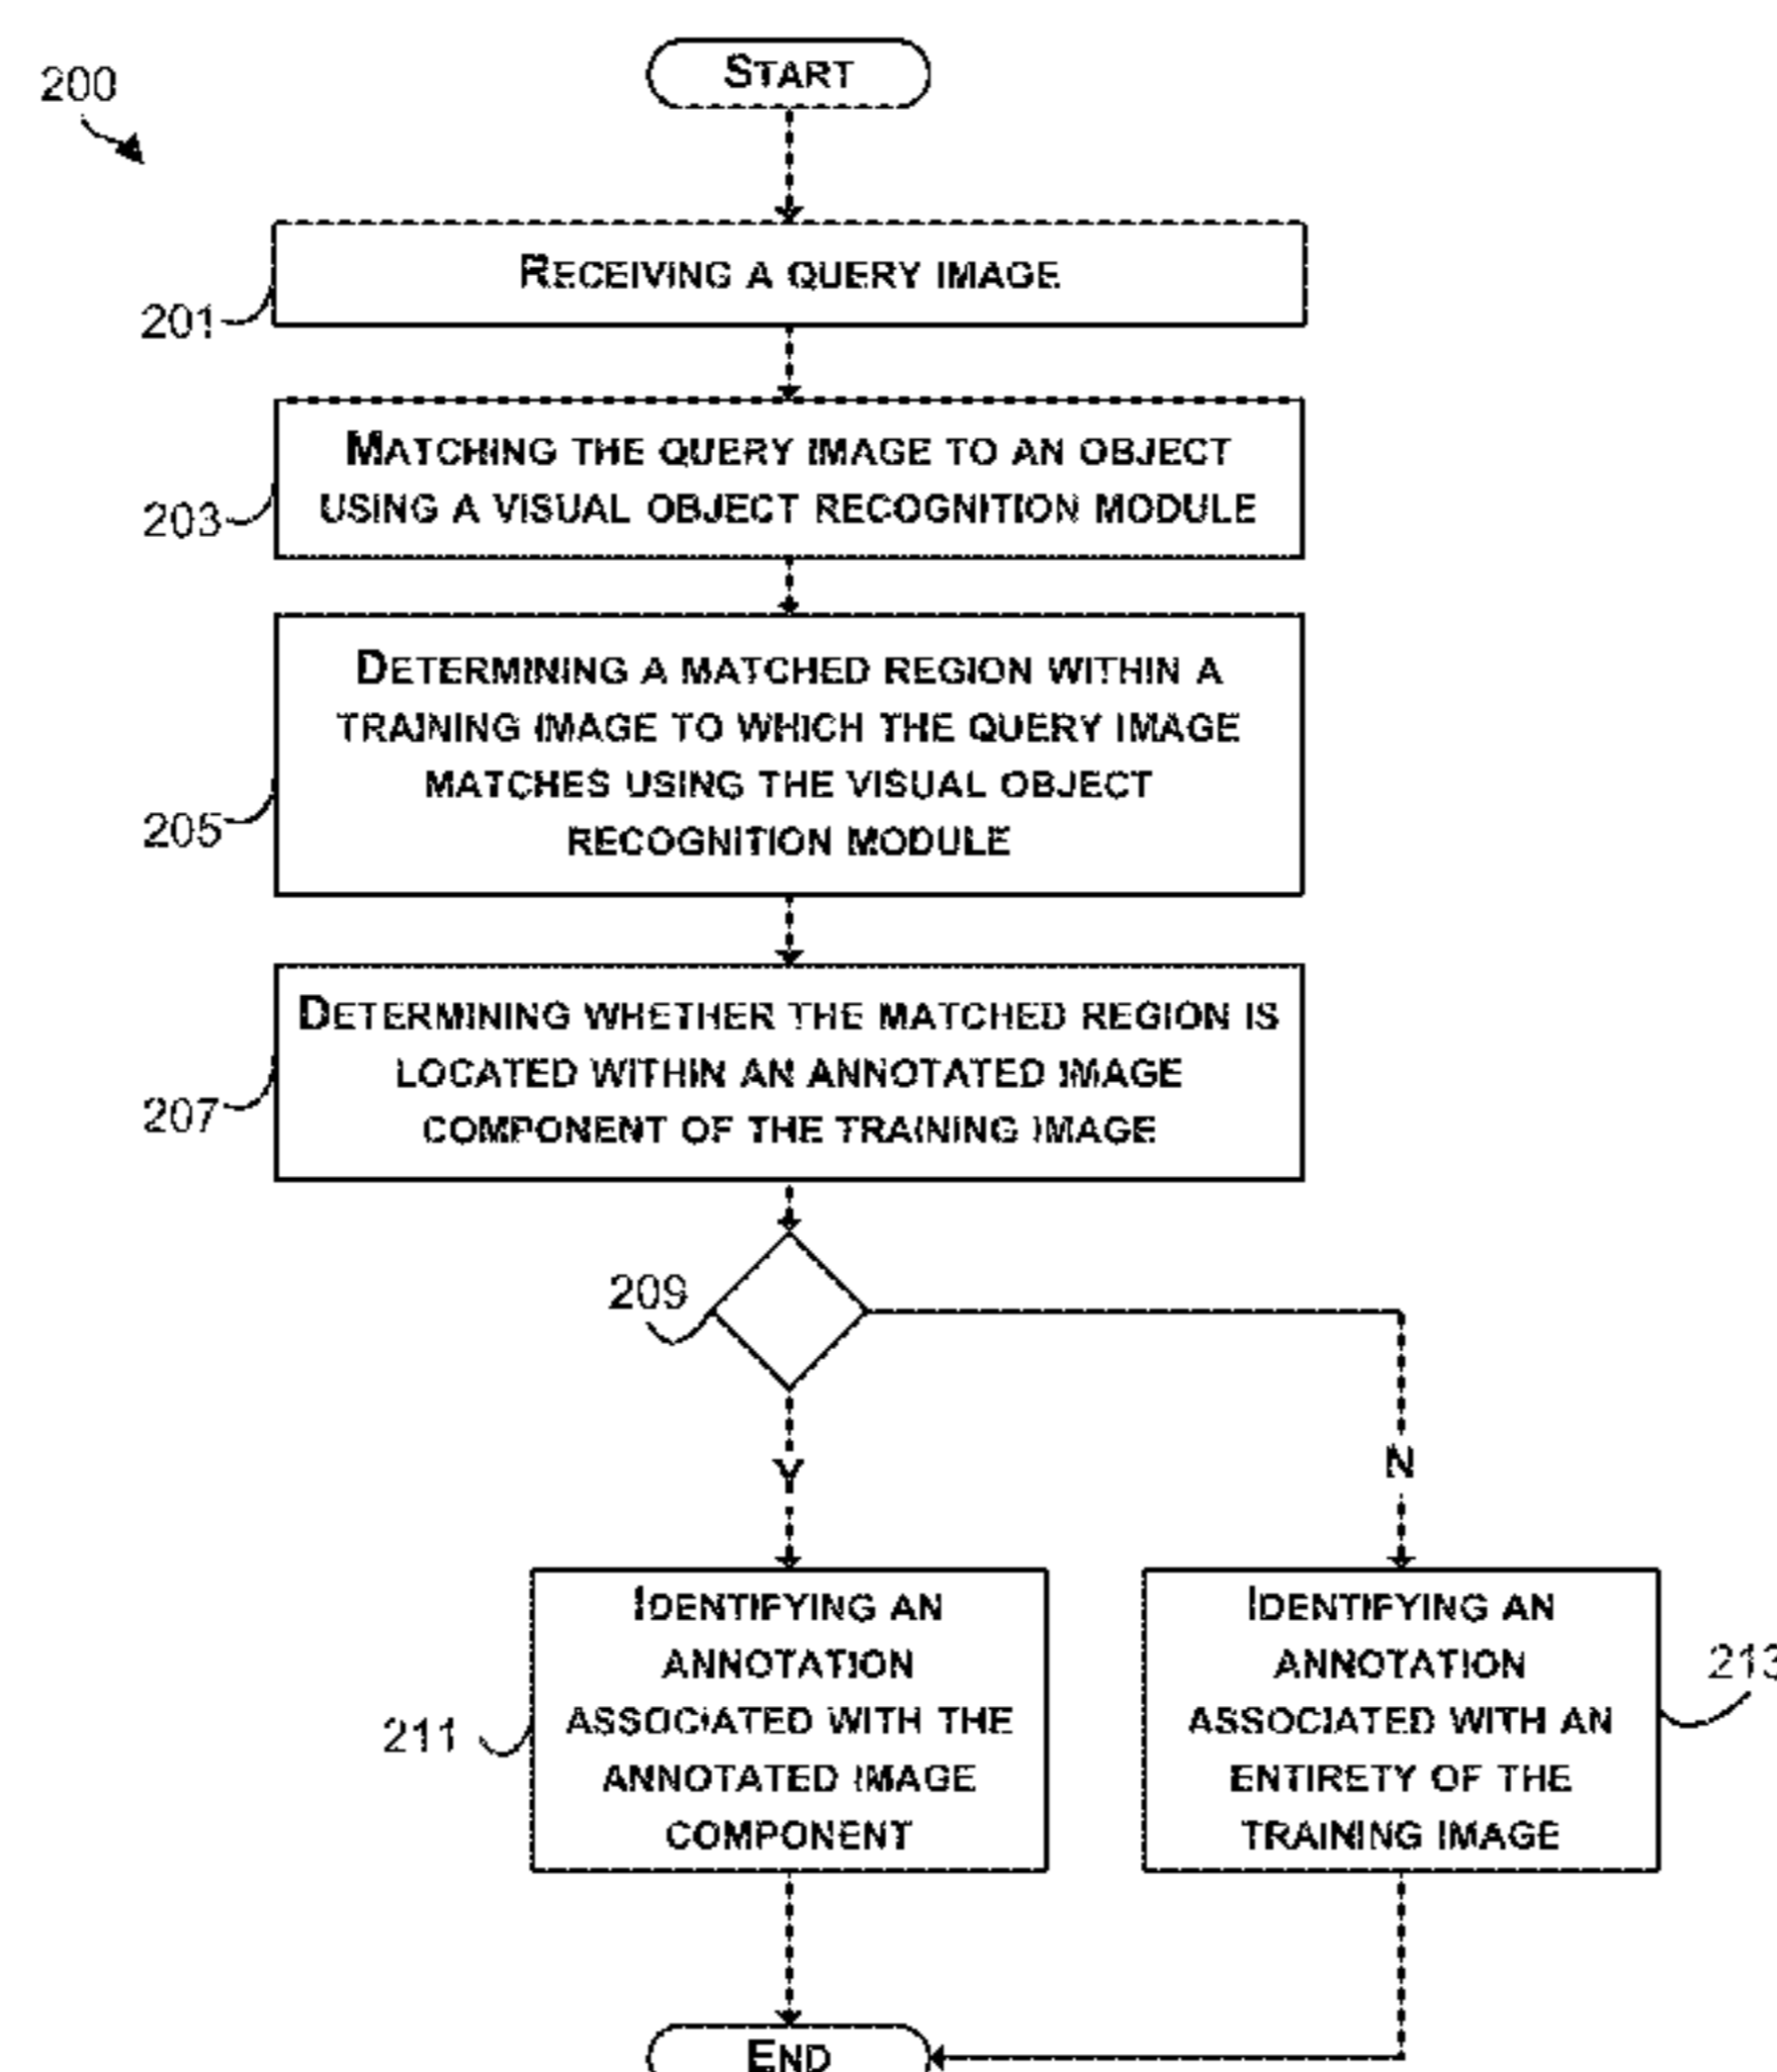 200
START
RECEIVING A QUERY IMAGE
201
MATCHING THE QUERY IMAGE TO AN OBJECT
USING A VISUAL OBJECT RECOGNITION MODULE
203
DETERMINING A MATCHED REGION WITHIN A
TRAINING IMAGE TO WHICH THE QUERY IMAGE
MATCHES USING THE VISUAL OBJECT
RECOGNITION MODULE
205
DETERMINING WHETHER THE MATCHED REGION IS
LOCATED WITHIN AN ANNOTATED IMAGE
COMPONENT OF THE TRAINING IMAGE
207
209
Y
N
IDENTIFYING AN
ANNOTATION
ASSOCIATED WITH THE
ANNOTATED IMAGE
COMPONENT
211
IDENTIFYING AN
ANNOTATION
ASSOCIATED WITH AN
ENTIRETY OF THE
TRAINING IMAGE
213
END